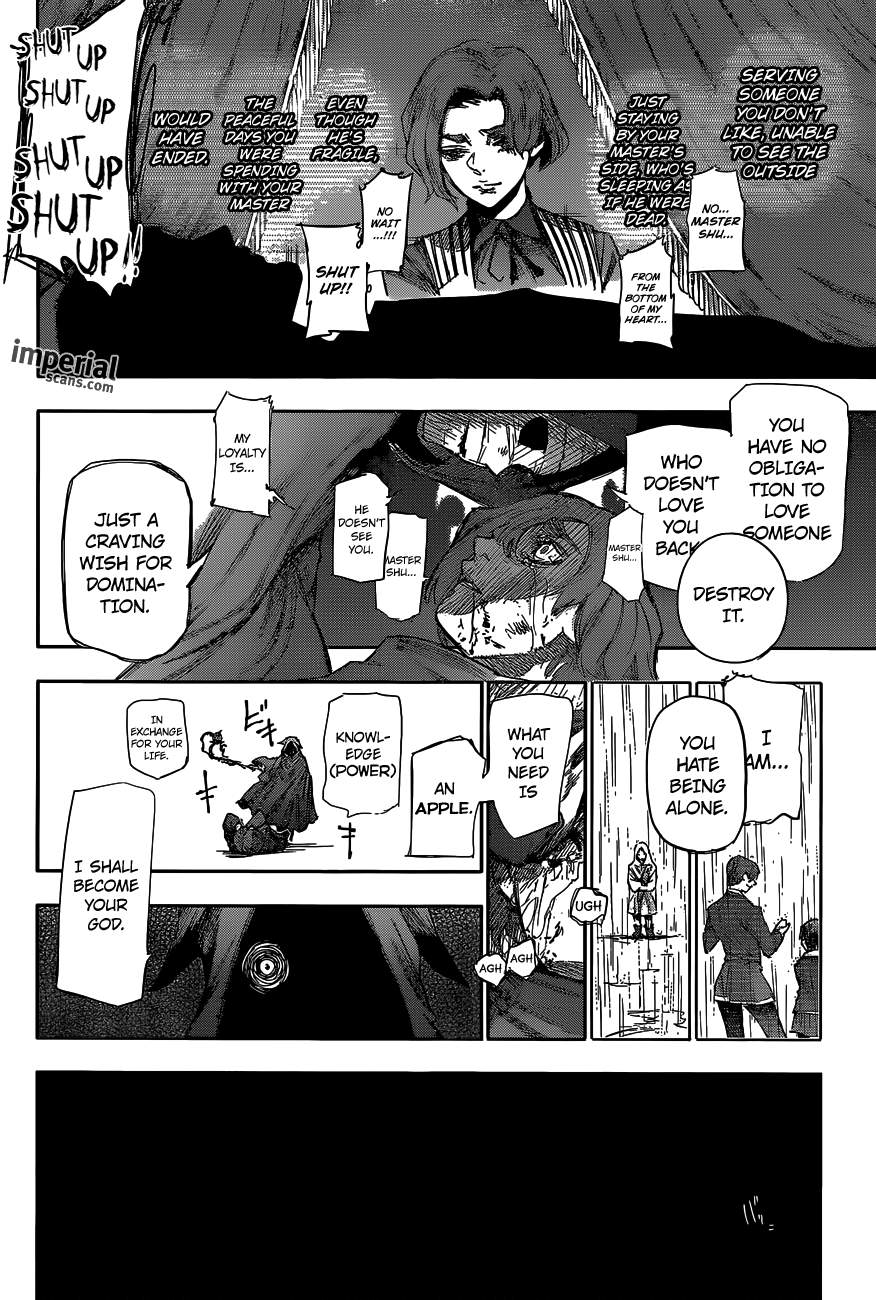 SERVING
SOMEONE
YOU DON'T
LIKE, UNABLE
TO SEE THE
OUTSIDE
JUST
STAYING
BY YOUR
MASTER'S
SIDE, WHO'S
SLEEPING AS
IF HE WERE
DEAD.
NO...
MASTER
SHU...
FROM
THE
BOTTOM
OF MY
HEART...
EVEN
THOUGH
HE'S
FRAGILE,
NO
WAIT
...!!!
THE
PEACEFUL
DAYS YOU
WERE
SPENDING
WITH YOUR
MASTER
SHUT
UP!!
WOULD
HAVE
ENDED.
SHUT UP
SHUT UP
SHUT UP
SHUT
UP!!
imperial
scans.com
YOU
HAVE NO
OBLIGA-
TION TO
LOVE
SOMEONE
WHO
DOESN'T
LOVE
YOU
BACK
DESTROY
IT.
MASTER
SHU...
HE
DOESN'T
SEE
YOU.
MASTER
SHU...
MY
LOYALTY
IS...
JUST A
CRAVING
WISH FOR
DOMINA-
TION.
I
AM...
YOU
HATE
BEING
ALONE.
UGH
WHAT
YOU
NEED
IS
AGH
AGH
AN
APPLE.
KNOWL-
EDGE
(POWER)
ビ
キ
キ
IN
EXCHANGE
FOR YOUR
LIFE.
I SHALL
BECOME
YOUR
GOD.